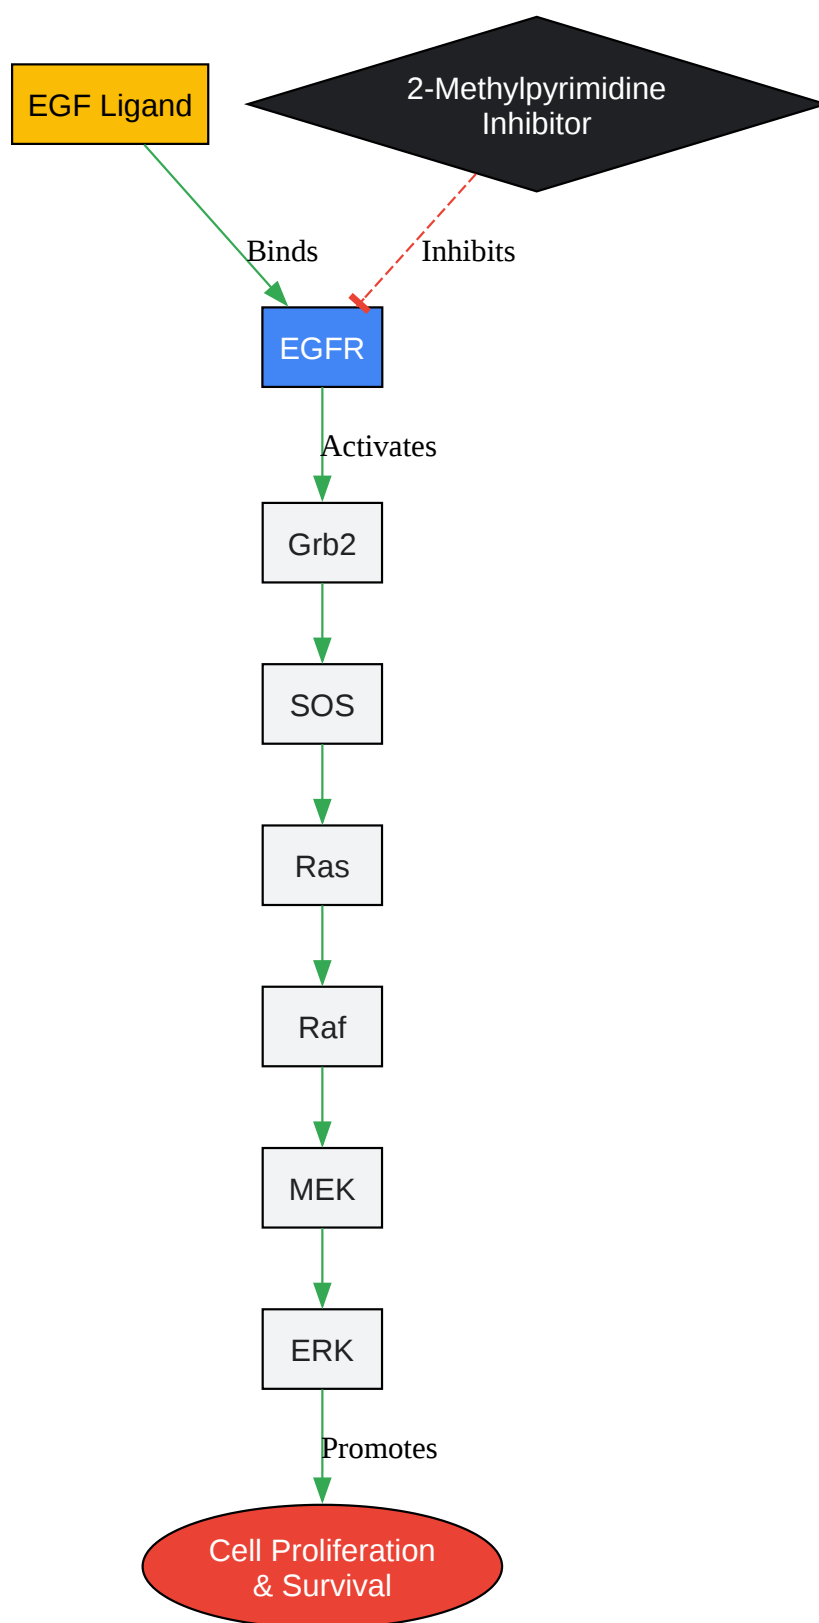 EGF Ligand
2-Methylpyrimidine
Inhibitor
Binds
Inhibits
EGFR
Activates
Grb2
SOS
Ras
Raf
MEK
ERK
Promotes
Cell Proliferation
& Survival